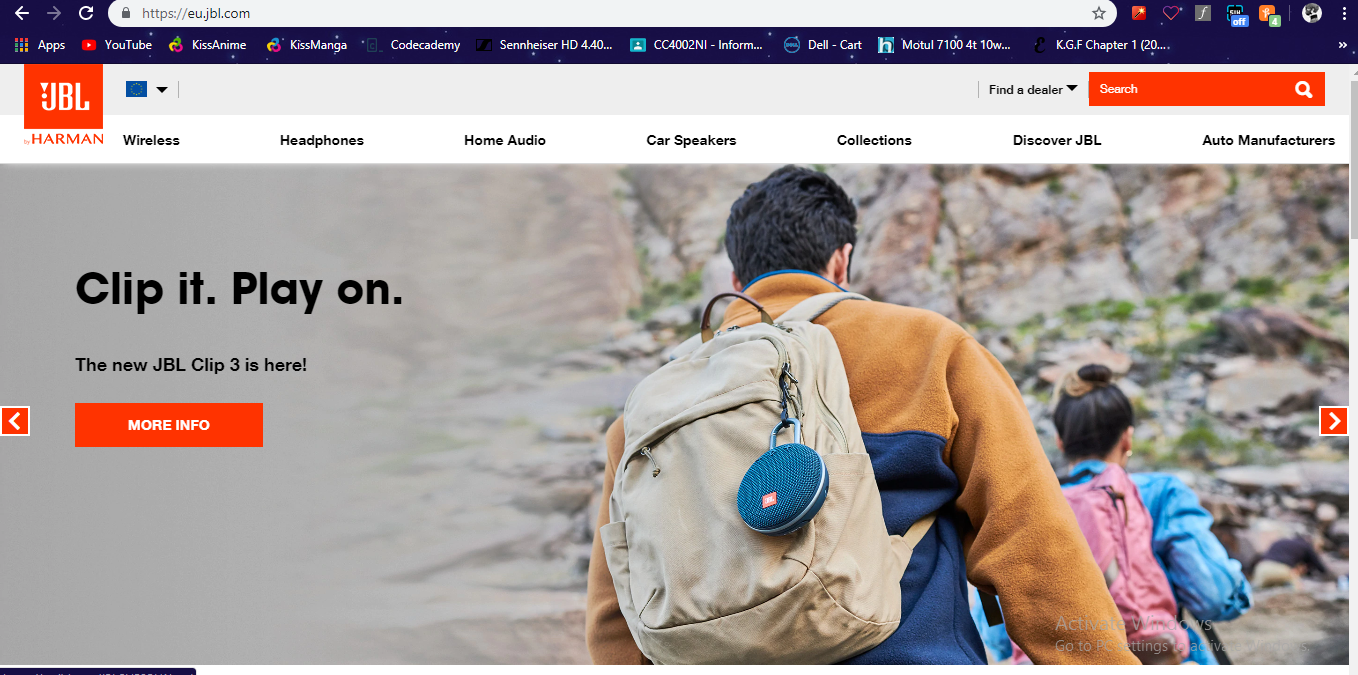 https://eu.jbl.com
off
4
Apps
YouTube
KissAnime
KissManga
Codecademy
Sennheiser HD 4.40...
CC4002NI - Inform...
Dell - Cart
Motul 7100 4t 10w...
K.G.F Chapter 1 (20...
»
JBL
by HARMAN
Find a dealer
Search
Wireless
Headphones
Home Audio
Car Speakers
Collections
Discover JBL
Auto Manufacturers
Clip it. Play on.
The new JBL Clip 3 is here!
MORE INFO
JBL
Activate Windows
Go to PC settings to activate Windows.